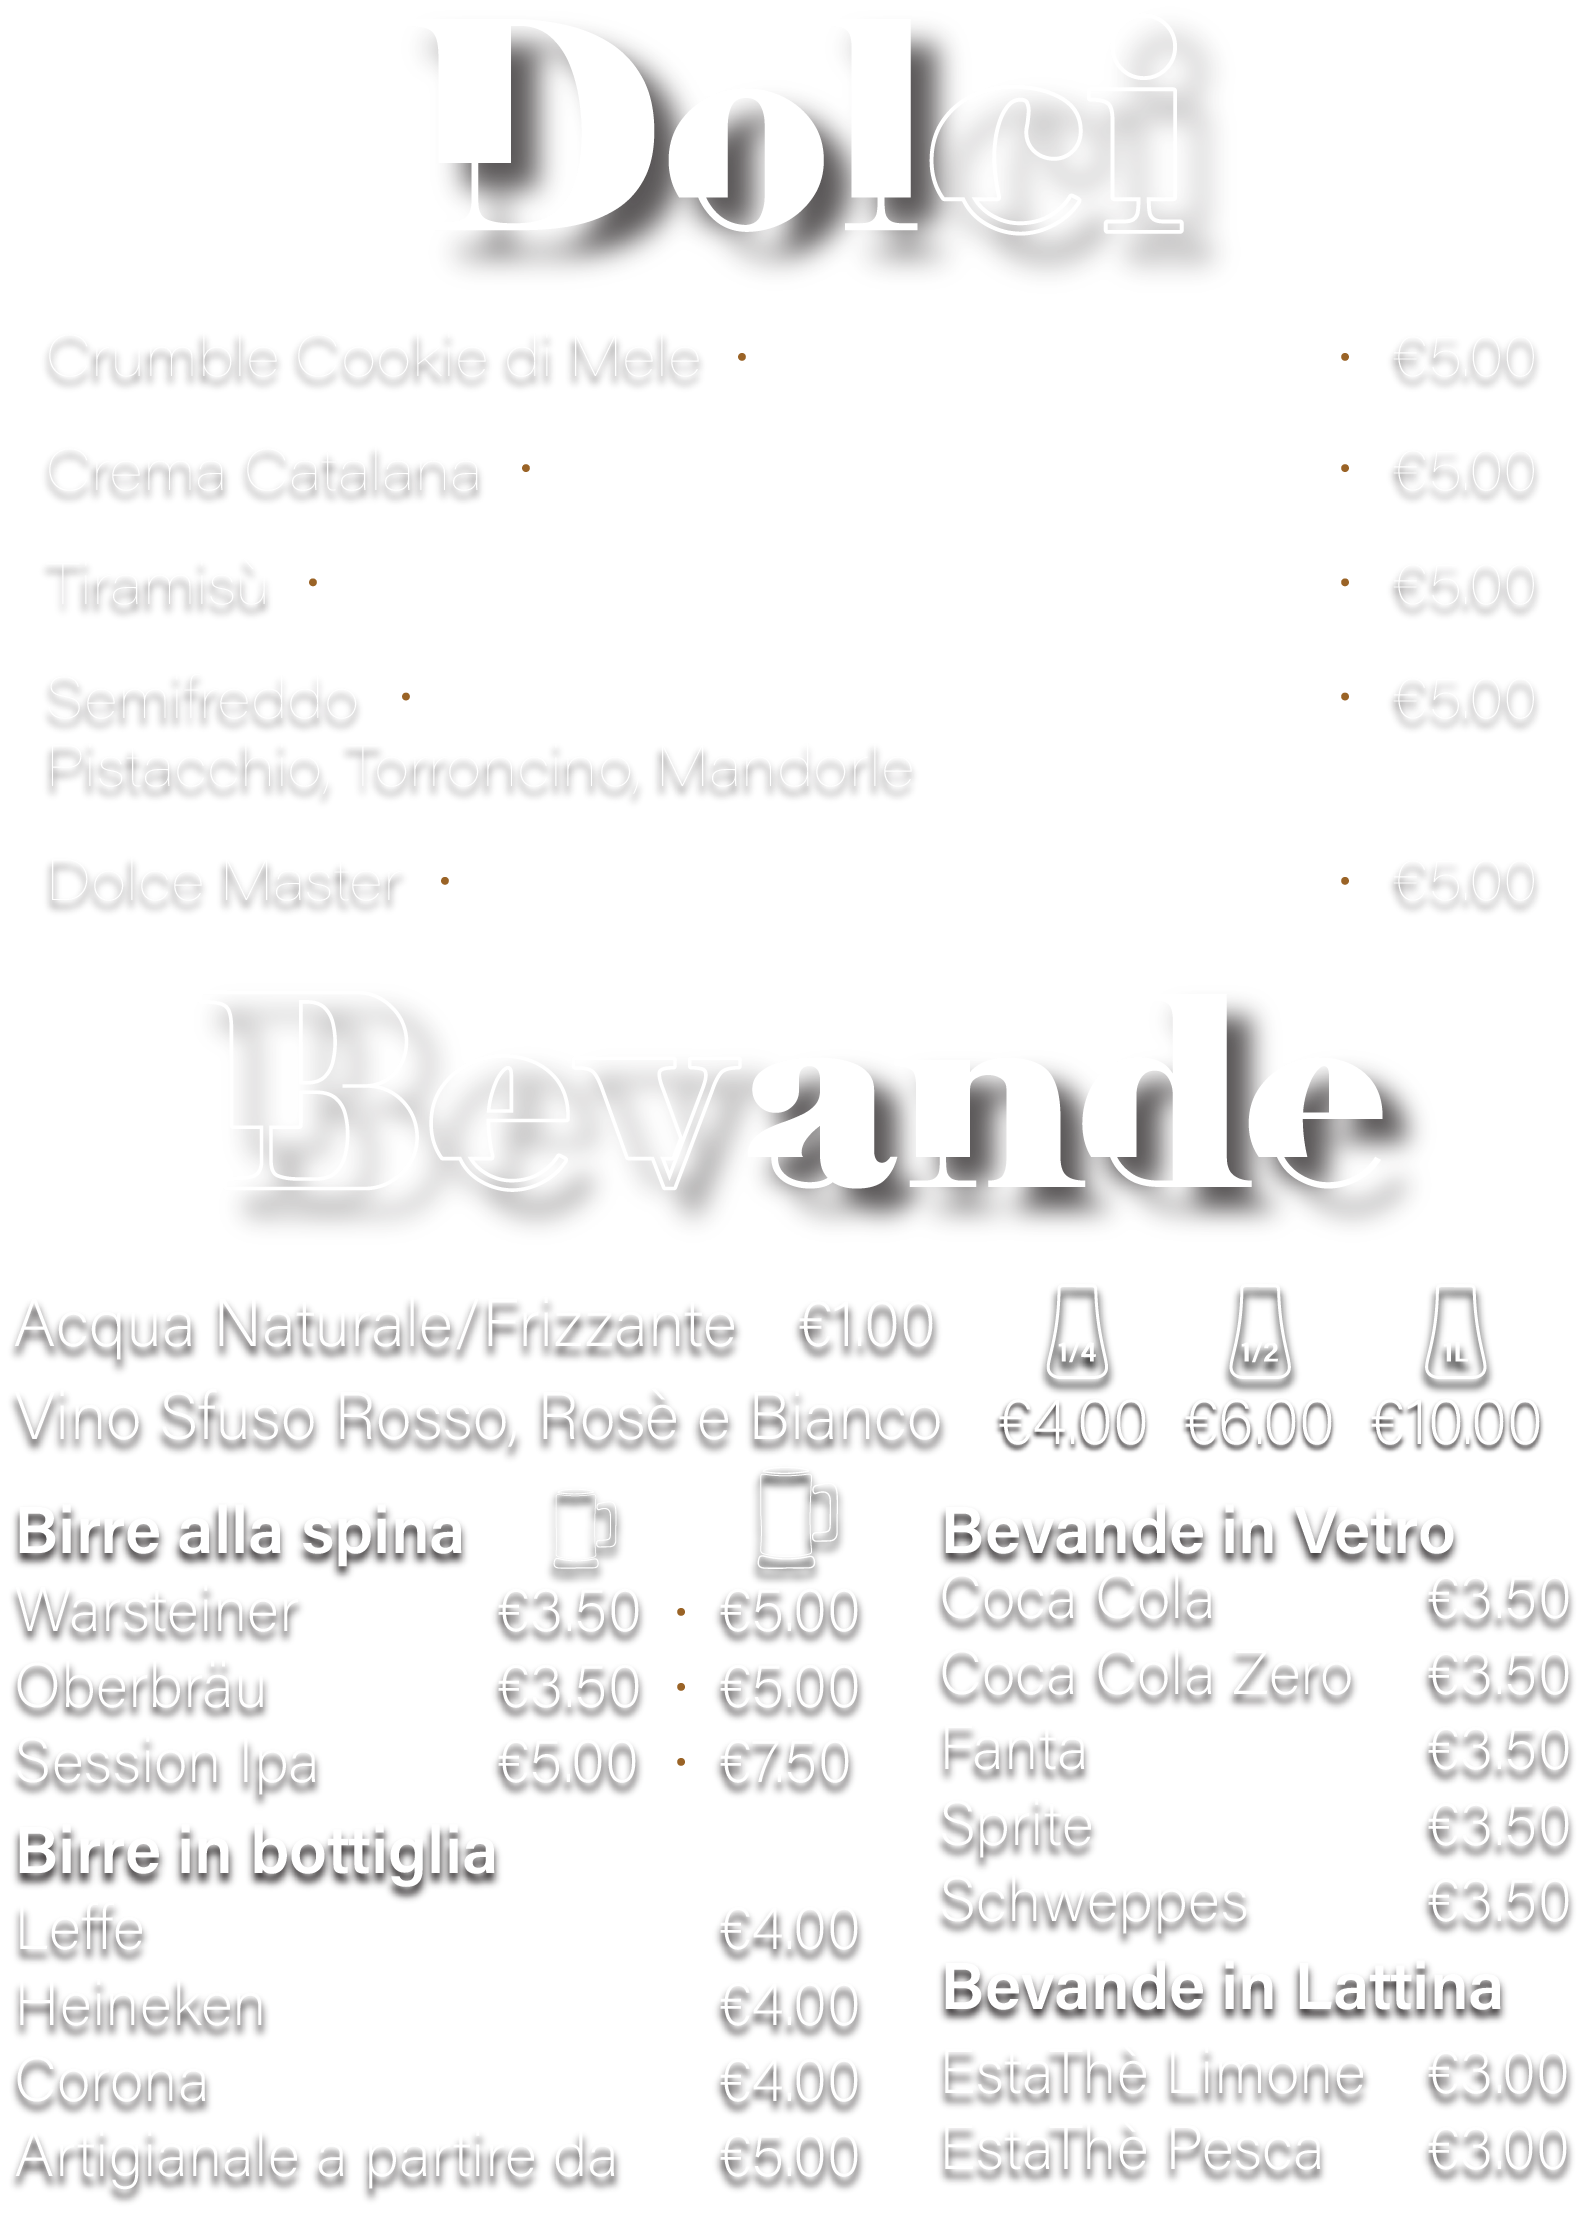 Dolci
Crumble Cookie di Mele • • €5.00
Crema Catalana • • €5.00
Tiramisù • • €5.00
Semifreddo • • €5.00
Pistacchio, Torroncino, Mandorle
Dolce Master • • €5.00
Bevande
Acqua Naturale/Frizzante €1.00
1/4 1/2 1L
Vino Sfuso Rosso, Rosè e Bianco €4.00 €6.00 €10.00
Birre alla spina
Warsteiner €3.50 • €5.00
Oberbräu €3.50 • €5.00
Session Ipa €5.00 • €7.50
Birre in bottiglia
Leffe €4.00
Heineken €4.00
Corona €4.00
Artigianale a partire da €5.00
Bevande in Vetro
Coca Cola €3.50
Coca Cola Zero €3.50
Fanta €3.50
Sprite €3.50
Schweppes €3.50
Bevande in Lattina
EstaThè Limone €3.00
EstaThè Pesca €3.00